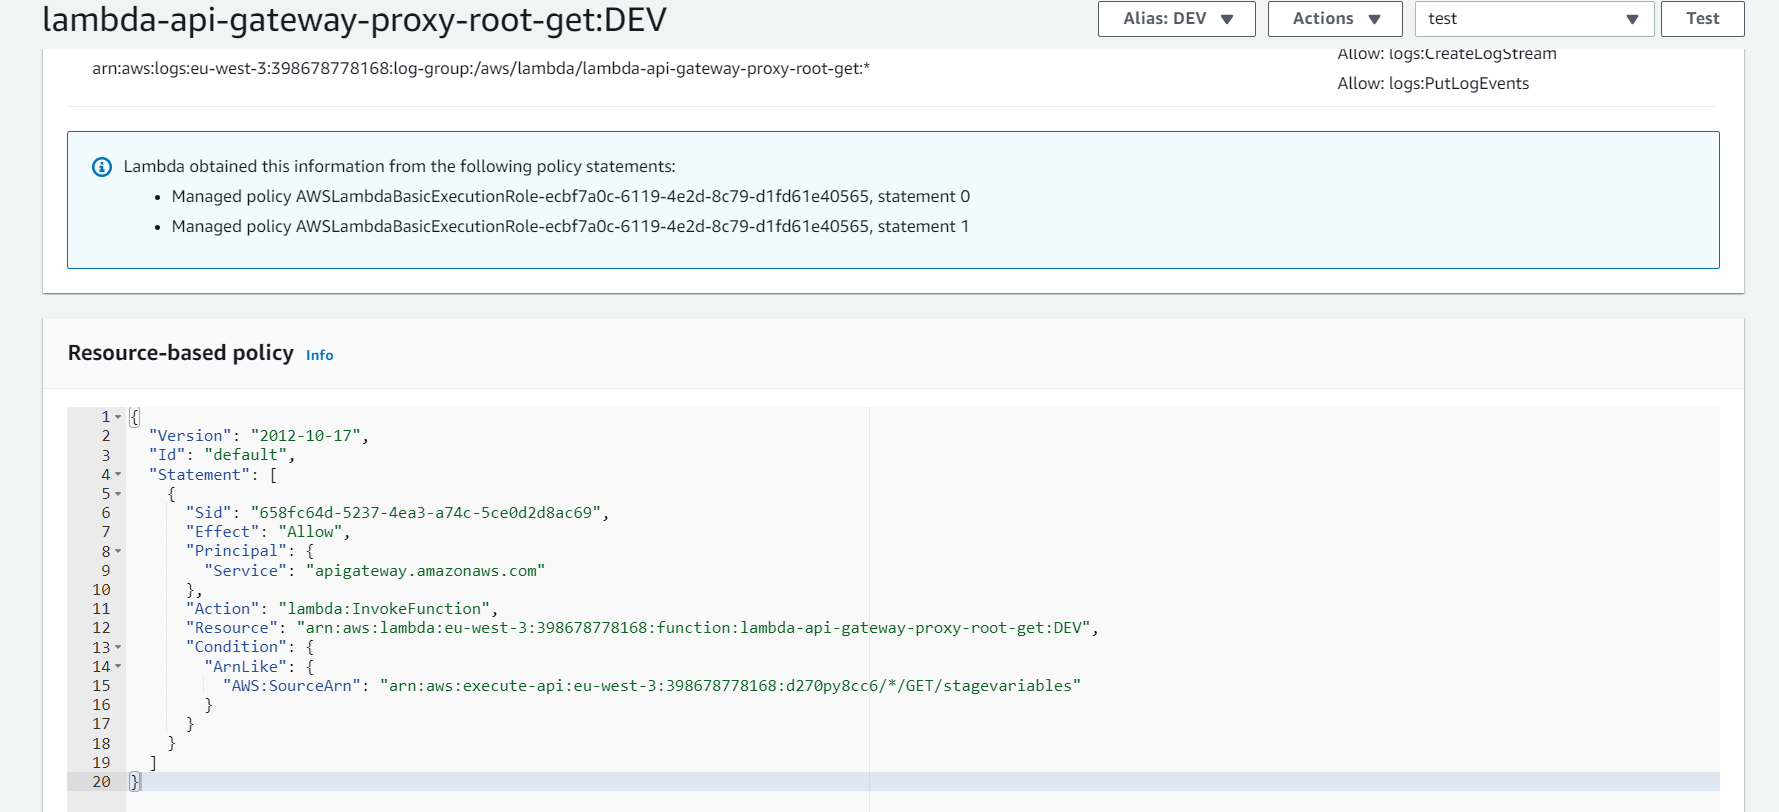 lambda-api-gateway-proxy-root-get:DEV
Alias: DEV
Actions
test
Test
arn:aws:logs:eu-west-3:398678778168:log-group:/aws/lambda/lambda-api-gateway-proxy-root-get:*
Allow: logs:CreateLogStream
Allow: logs:PutLogEvents
Lambda obtained this information from the following policy statements:
• Managed policy AWSLambdaBasicExecutionRole-ecbf7a0c-6119-4e2d-8c79-d1fd61e40565, statement 0
• Managed policy AWSLambdaBasicExecutionRole-ecbf7a0c-6119-4e2d-8c79-d1fd61e40565, statement 1
Resource-based policy Info
1 {
2 "Version": "2012-10-17",
3 "Id": "default",
4 "Statement": [
5 {
6 "Sid": "658fc64d-5237-4ea3-a74c-5ce0d2d8ac69",
7 "Effect": "Allow",
8 "Principal": {
9 "Service": "apigateway.amazonaws.com"
10 },
11 "Action": "lambda:InvokeFunction",
12 "Resource": "arn:aws:lambda:eu-west-3:398678778168:function:lambda-api-gateway-proxy-root-get:DEV",
13 "Condition": {
14 "ArnLike": {
15 "AWS:SourceArn": "arn:aws:execute-api:eu-west-3:398678778168:d270py8cc6/*/GET/stagevariables"
16 }
17 }
18 }
19 ]
20 }